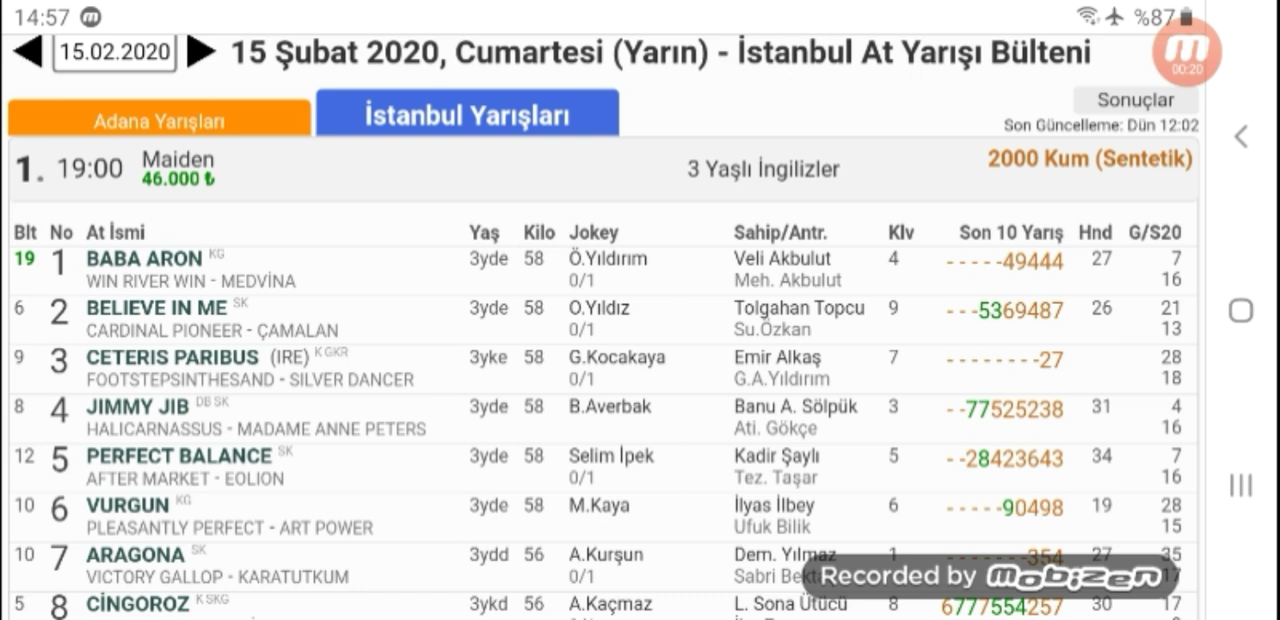 14:57 %87
15.02.2020 15 Şubat 2020, Cumartesi (Yarın) - İstanbul At Yarışı Bülteni
00:20
Adana Yarışları İstanbul Yarışları Sonuçlar
Son Güncelleme: Dün 12:02
1. 19:00 Maiden 3 Yaşlı İngilizler 2000 Kum (Sentetik)
46.000 ₺
Blt No At İsmi Yaş Kilo Jokey Sahip/Antr. Klv Son 10 Yarış Hnd G/S20
19 1 BABA ARON KG 3yde 58 Ö.Yıldırım Veli Akbulut 4 - - - - -49444 27 7
WIN RIVER WIN - MEDVİNA 0/1 Meh. Akbulut 16
6 2 BELIEVE IN ME SK 3yde 58 O.Yıldız Tolgahan Topcu 9 - - -5369487 26 21
CARDINAL PIONEER - ÇAMALAN 0/1 Su.Özkan 13
9 3 CETERIS PARIBUS (IRE) K GKR 3yke 58 G.Kocakaya Emir Alkaş 7 - - - - - - - -27 28
FOOTSTEPSINTHESAND - SILVER DANCER 0/1 G.A.Yıldırım 18
8 4 JIMMY JIB DB SK 3yde 58 B.Averbak Banu A. Sölpük 3 - -77525238 31 4
HALICARNASSUS - MADAME ANNE PETERS Ati. Gökçe 16
12 5 PERFECT BALANCE SK 3yde 58 Selim İpek Kadir Şaylı 5 - -28423643 34 7
AFTER MARKET - EOLION 0/1 Tez. Taşar 16
10 6 VURGUN KG 3yde 58 M.Kaya İlyas İlbey 6 - - - - -90498 19 28
PLEASANTLY PERFECT - ART POWER Ufuk Bilik 15
10 7 ARAGONA SK 3ydd 56 A.Kurşun Dem. Yılmaz 1 - - - - - - -354 27 35
VICTORY GALLOP - KARATUTKUM 0/1 Sabri 17
Recorded by mobizen
5 8 CİNGOROZ K SKG 3ykd 56 A.Kaçmaz L. Sona Ütücü 8 6777554257 30 17